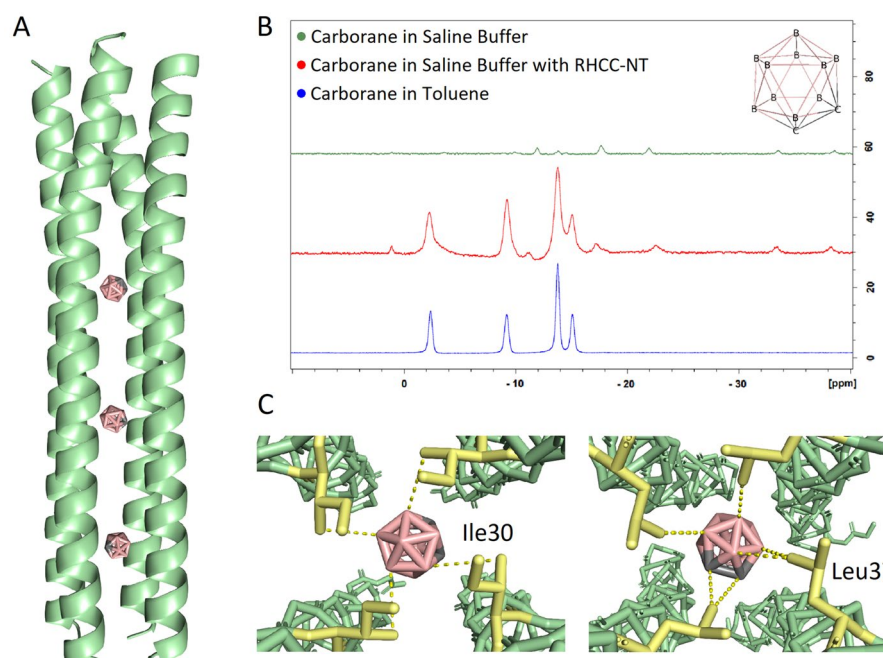 A
B
Carborane in Saline Buffer
Carborane in Saline Buffer with RHCC-NT
Carborane in Toluene
B
B B B
B B
B B
B B C
C
80
60
40
20
0
0 - 10 - 20 - 30 [ppm]
C
Ile30
Leu3